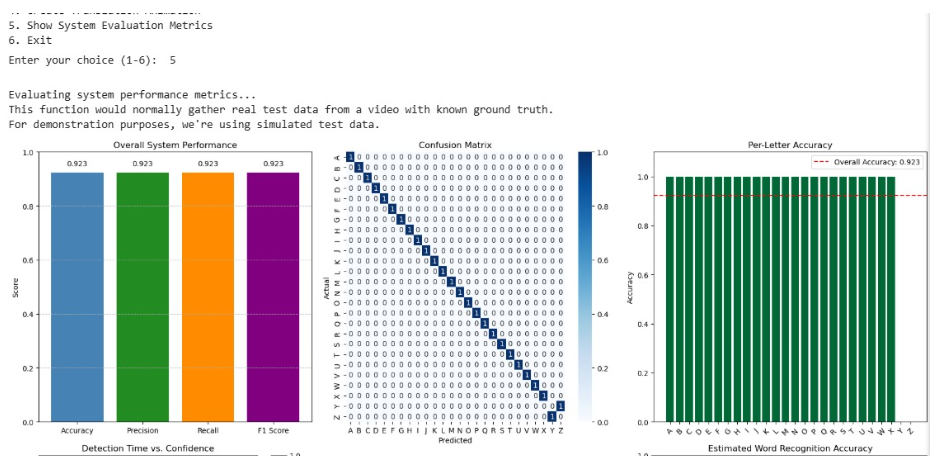 5. Show System Evaluation Metrics
6. Exit
Enter your choice (1-6): 5
Evaluating system performance metrics...
This function would normally gather real test data from a video with known ground truth.
For demonstration purposes, we're using simulated test data.
Overall System Performance
1.0
0.8
0.6
0.4
0.2
0.0
Score
0.923 0.923 0.923 0.923
Accuracy Precision Recall F1 Score
Confusion Matrix
Actual
A B C D E F G H I J K L M N O P Q R S T U V W X Y Z
A B C D E F G H I J K L M N O P Q R S T U V W X Y Z
Predicted
1.0
0.8
0.6
0.4
0.2
0.0
Per-Letter Accuracy
Overall Accuracy: 0.923
1.0
0.8
0.6
0.4
0.2
0.0
Accuracy
A B C D E F G H I J K L M N O P Q R S T U V W X Y Z
Detection Time vs. Confidence
1.0
Estimated Word Recognition Accuracy
1.0